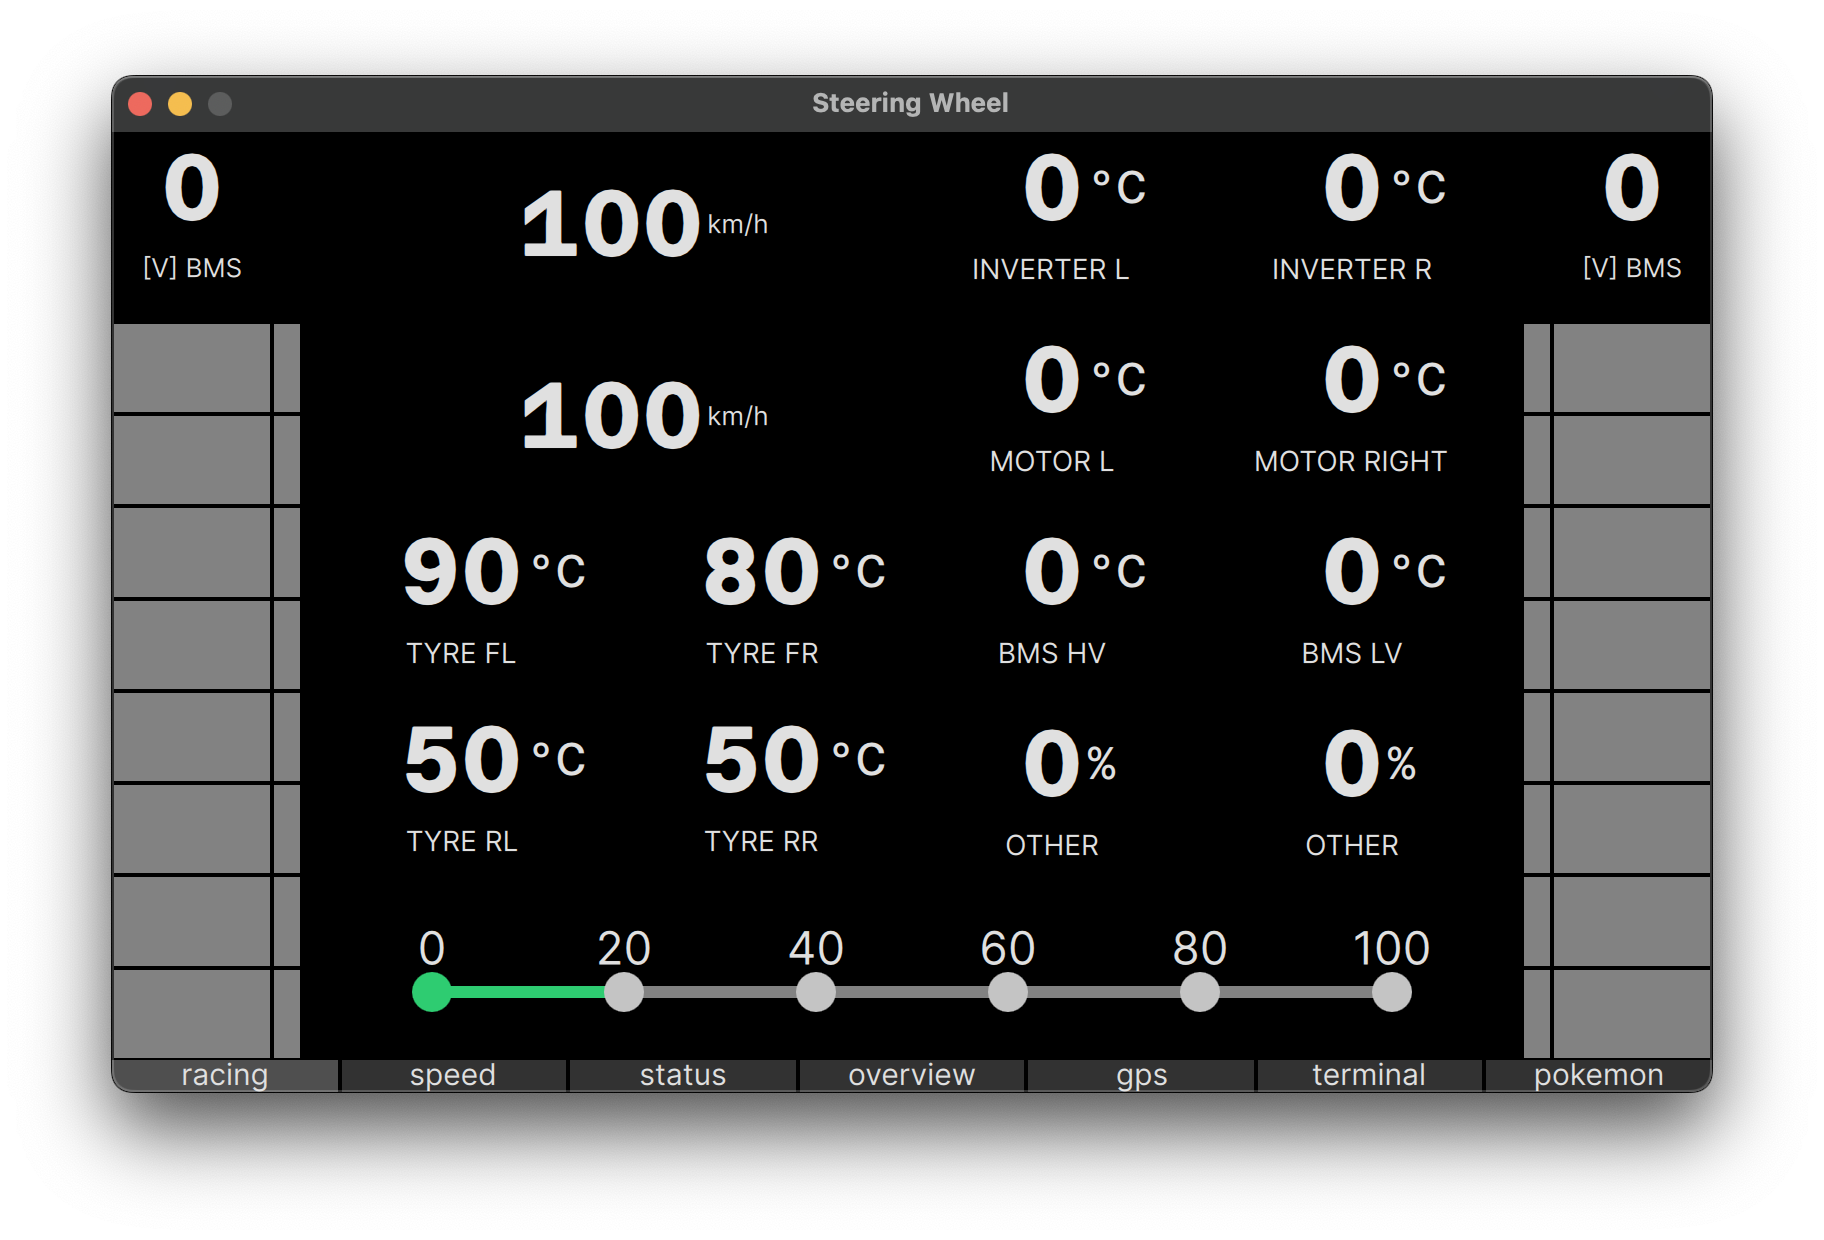 Steering Wheel
0
[V] BMS
100 km/h
0 °C
INVERTER L
0 °C
INVERTER R
0
[V] BMS
100 km/h
0 °C
MOTOR L
0 °C
MOTOR RIGHT
90 °C
TYRE FL
80 °C
TYRE FR
0 °C
BMS HV
0 °C
BMS LV
50 °C
TYRE RL
50 °C
TYRE RR
0 %
OTHER
0 %
OTHER
0 20 40 60 80 100
racing speed status overview gps terminal pokemon